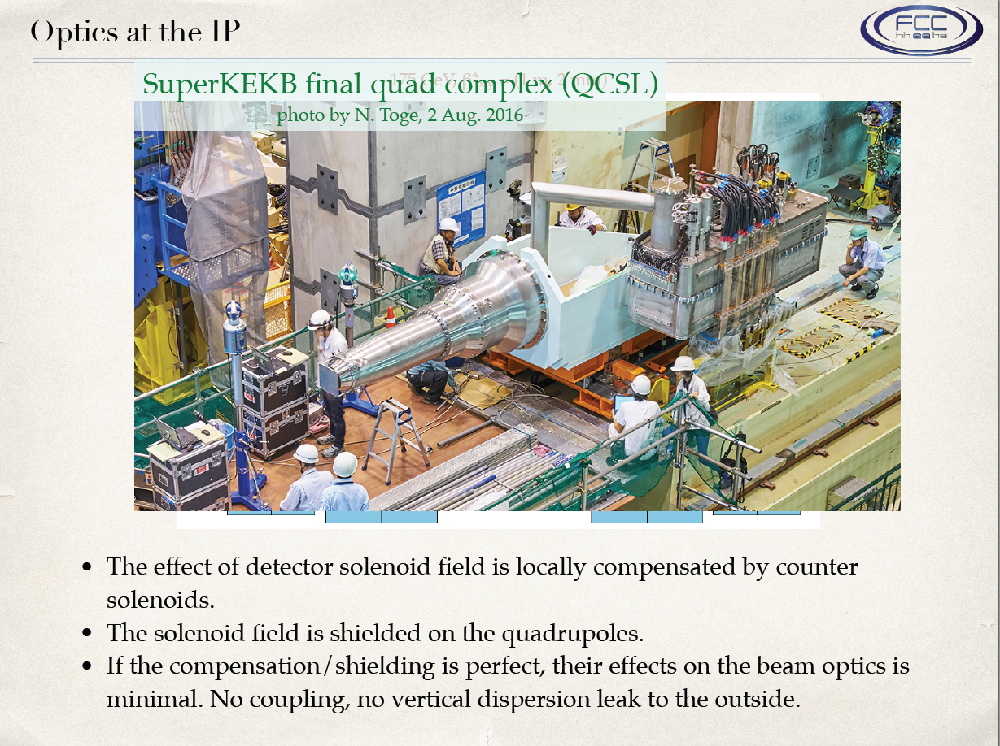 Optics at the IP
FCC
hh ee he
SuperKEKB final quad complex (QCSL)
photo by N. Toge, 2 Aug. 2016
• The effect of detector solenoid field is locally compensated by counter
solenoids.
• The solenoid field is shielded on the quadrupoles.
• If the compensation/shielding is perfect, their effects on the beam optics is
minimal. No coupling, no vertical dispersion leak to the outside.